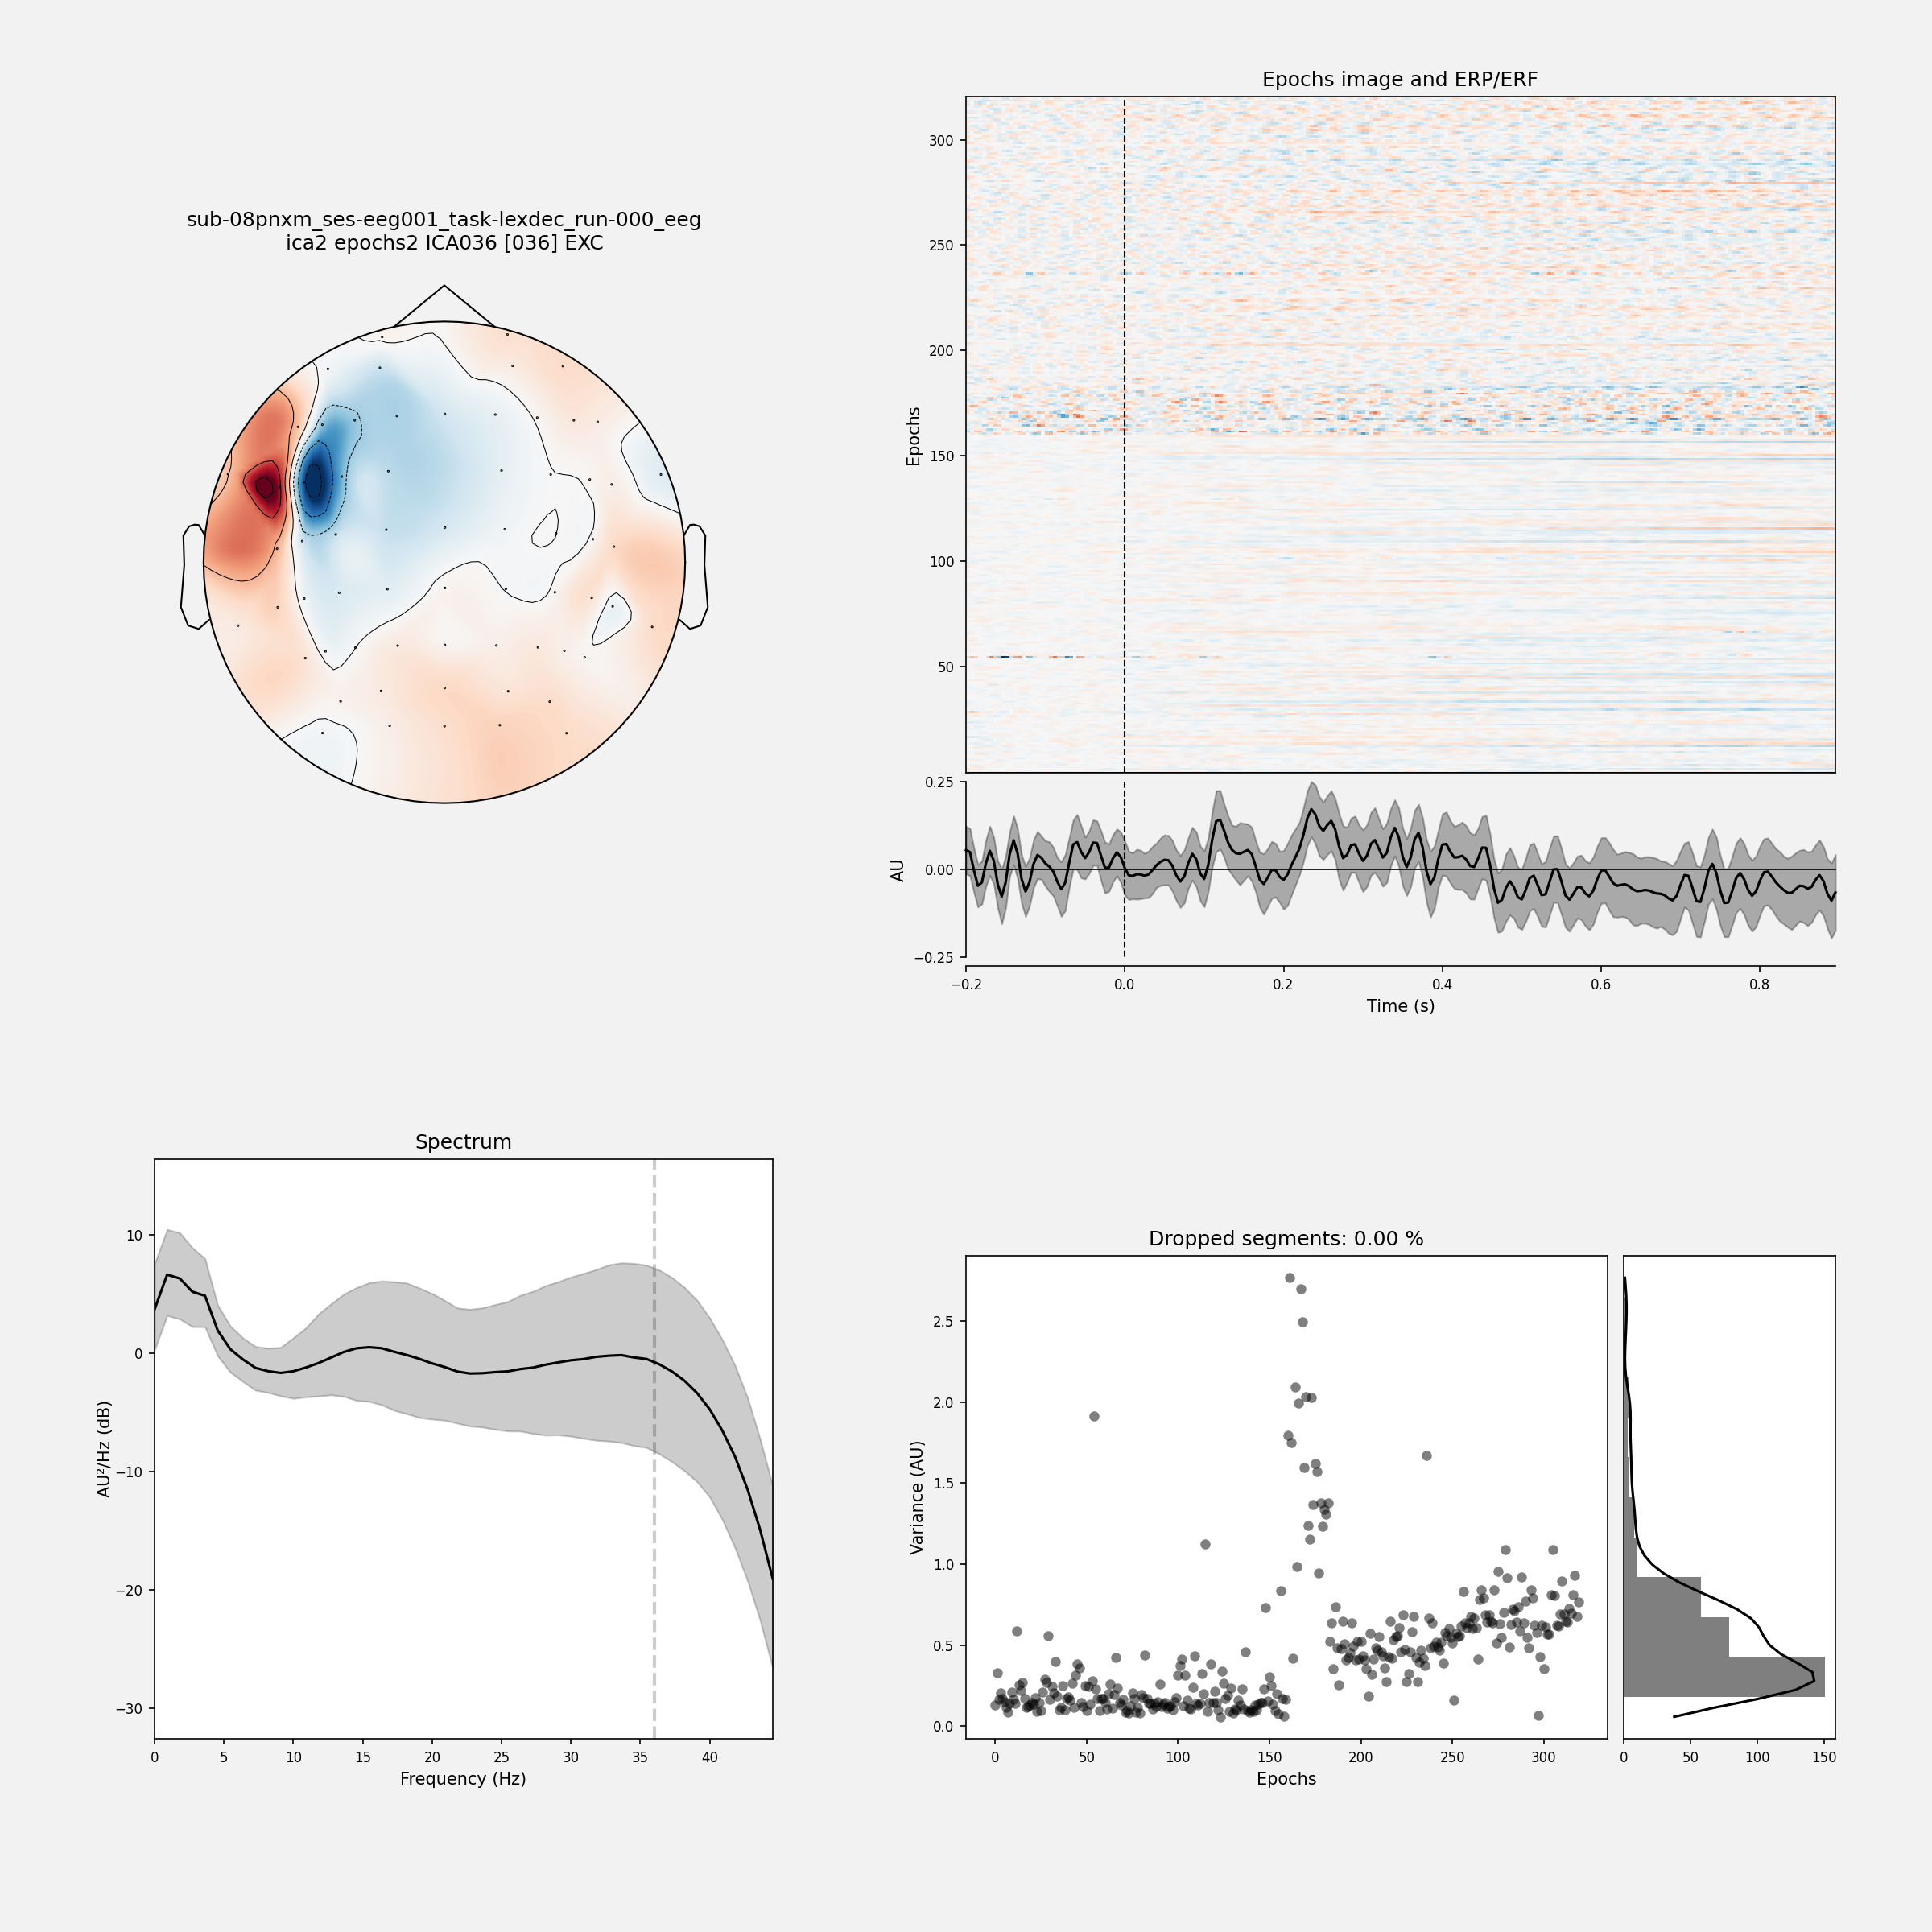 sub-08pnxm_ses-eeg001_task-lexdec_run-000_eeg
ica2 epochs2 ICA036 [036] EXC
Epochs image and ERP/ERF
300
250
200
150
100
50
Epochs
0.25
0.00
−0.25
AU
−0.2 0.0 0.2 0.4 0.6 0.8
Time (s)
Spectrum
10
0
−10
−20
−30
AU²/Hz (dB)
0 5 10 15 20 25 30 35 40
Frequency (Hz)
Dropped segments: 0.00 %
2.5
2.0
1.5
1.0
0.5
0.0
Variance (AU)
0 50 100 150 200 250 300
Epochs
0 50 100 150